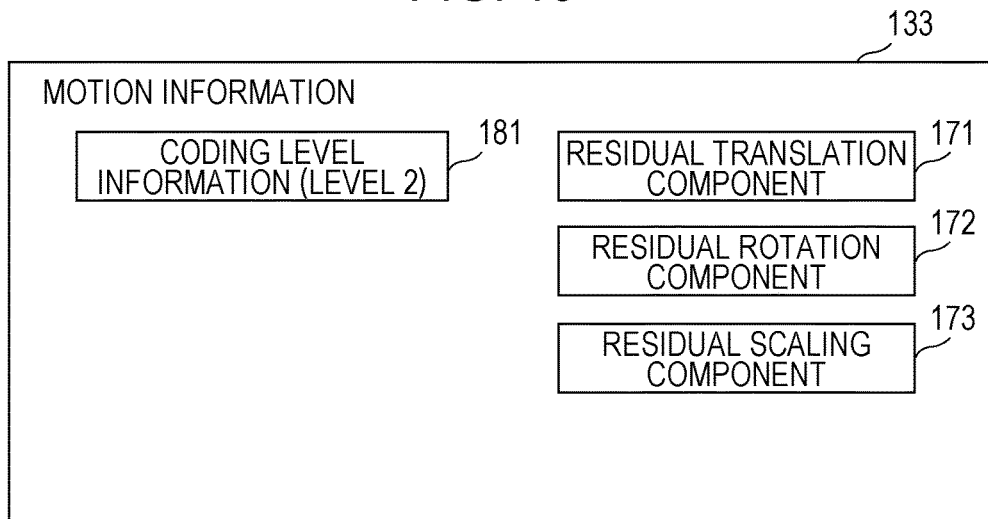 133
MOTION INFORMATION
CODING LEVEL
INFORMATION (LEVEL 2)
181
RESIDUAL TRANSLATION
COMPONENT
171
RESIDUAL ROTATION
COMPONENT
172
RESIDUAL SCALING
COMPONENT
173